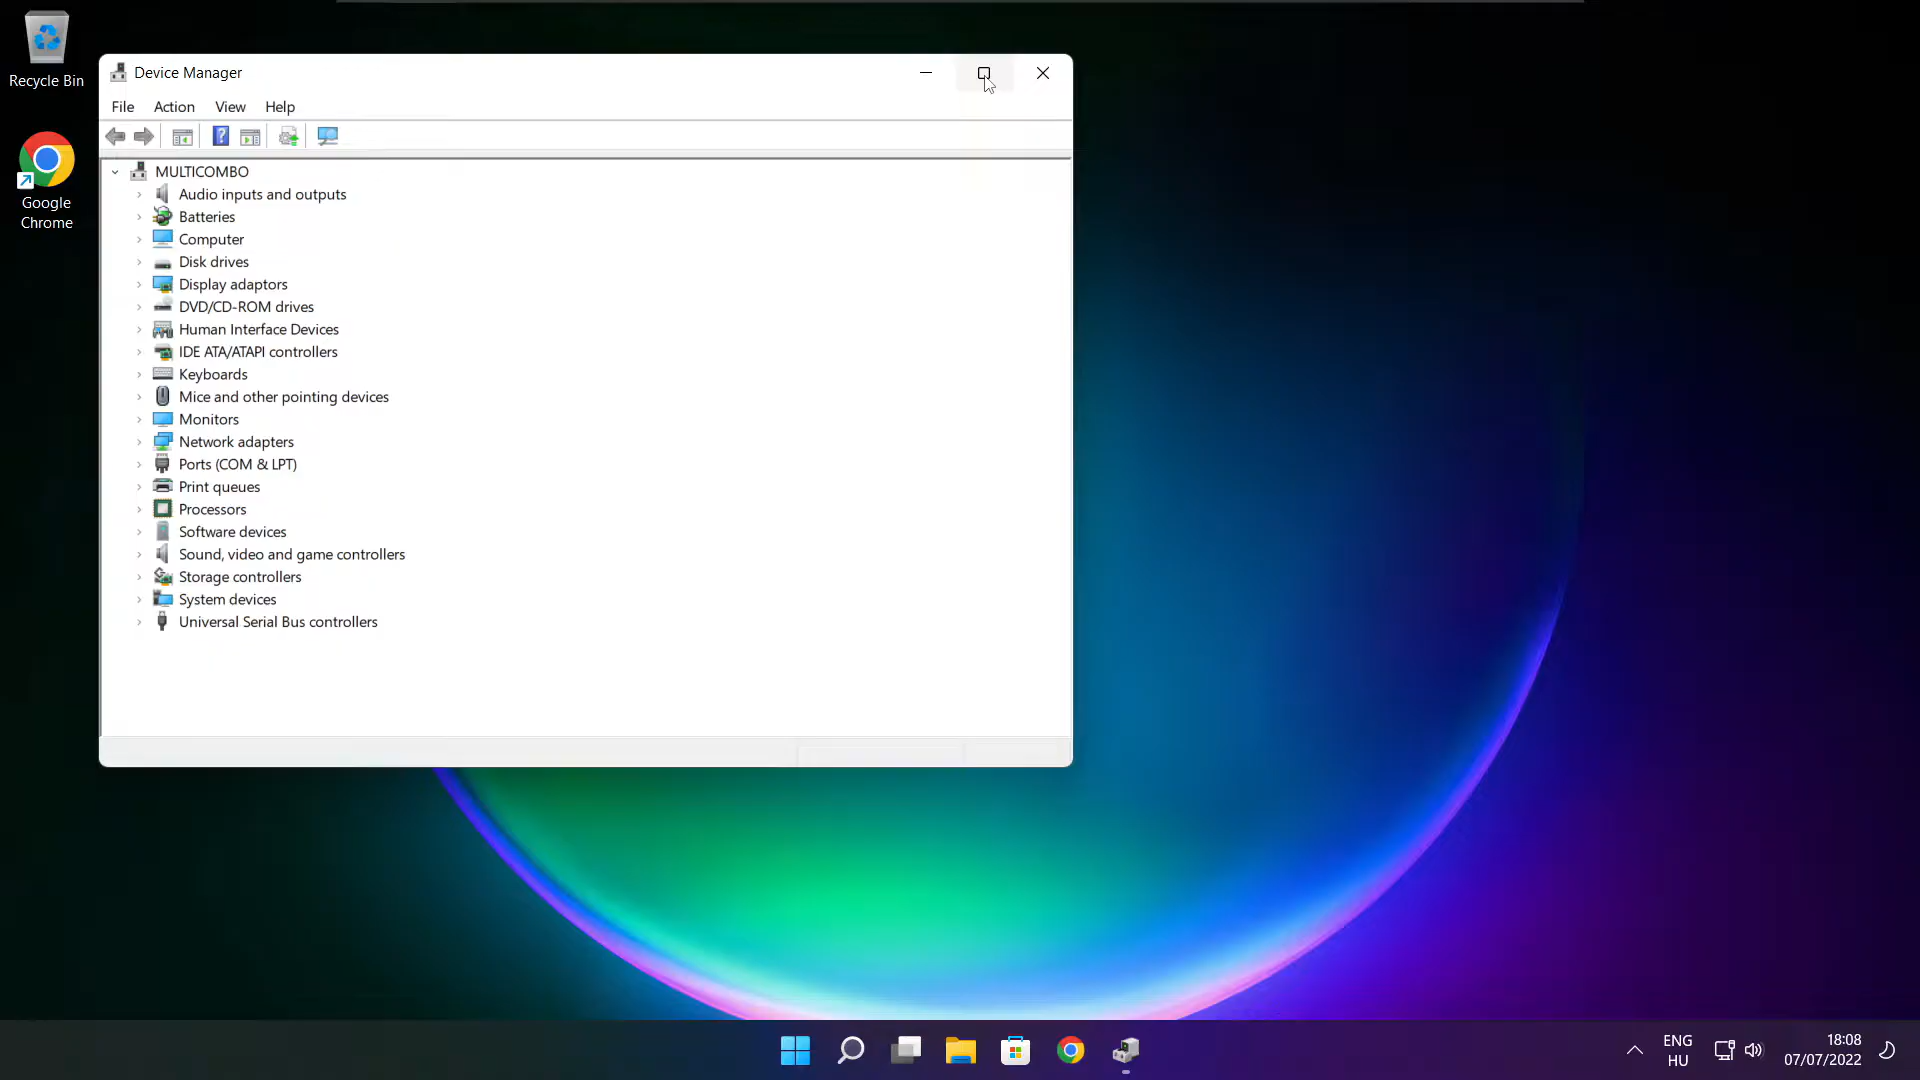 Recycle Bin
Google
Chrome
Device Manager
File Action View Help
MULTICOMBO
Audio inputs and outputs
Batteries
Computer
Disk drives
Display adaptors
DVD/CD-ROM drives
Human Interface Devices
IDE ATA/ATAPI controllers
Keyboards
Mice and other pointing devices
Monitors
Network adapters
Ports (COM & LPT)
Print queues
Processors
Software devices
Sound, video and game controllers
Storage controllers
System devices
Universal Serial Bus controllers
ENG
HU
18:08
07/07/2022